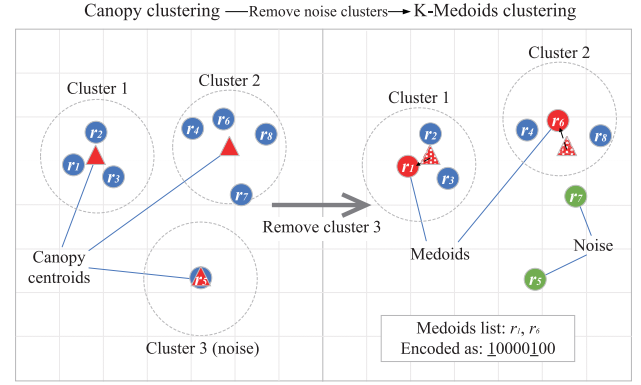 Canopy clustering Remove noise clusters K-Medoids clustering
Cluster 1
Cluster 2
r2
r1
r3
r4
r6
r8
r7
Canopy
centroids
r5
Cluster 3 (noise)
Remove cluster 3
Cluster 1
Cluster 2
r2
r1
r3
r6
r4
r8
r7
Medoids
Noise
r5
Medoids list: r1, r6
Encoded as: 10000100